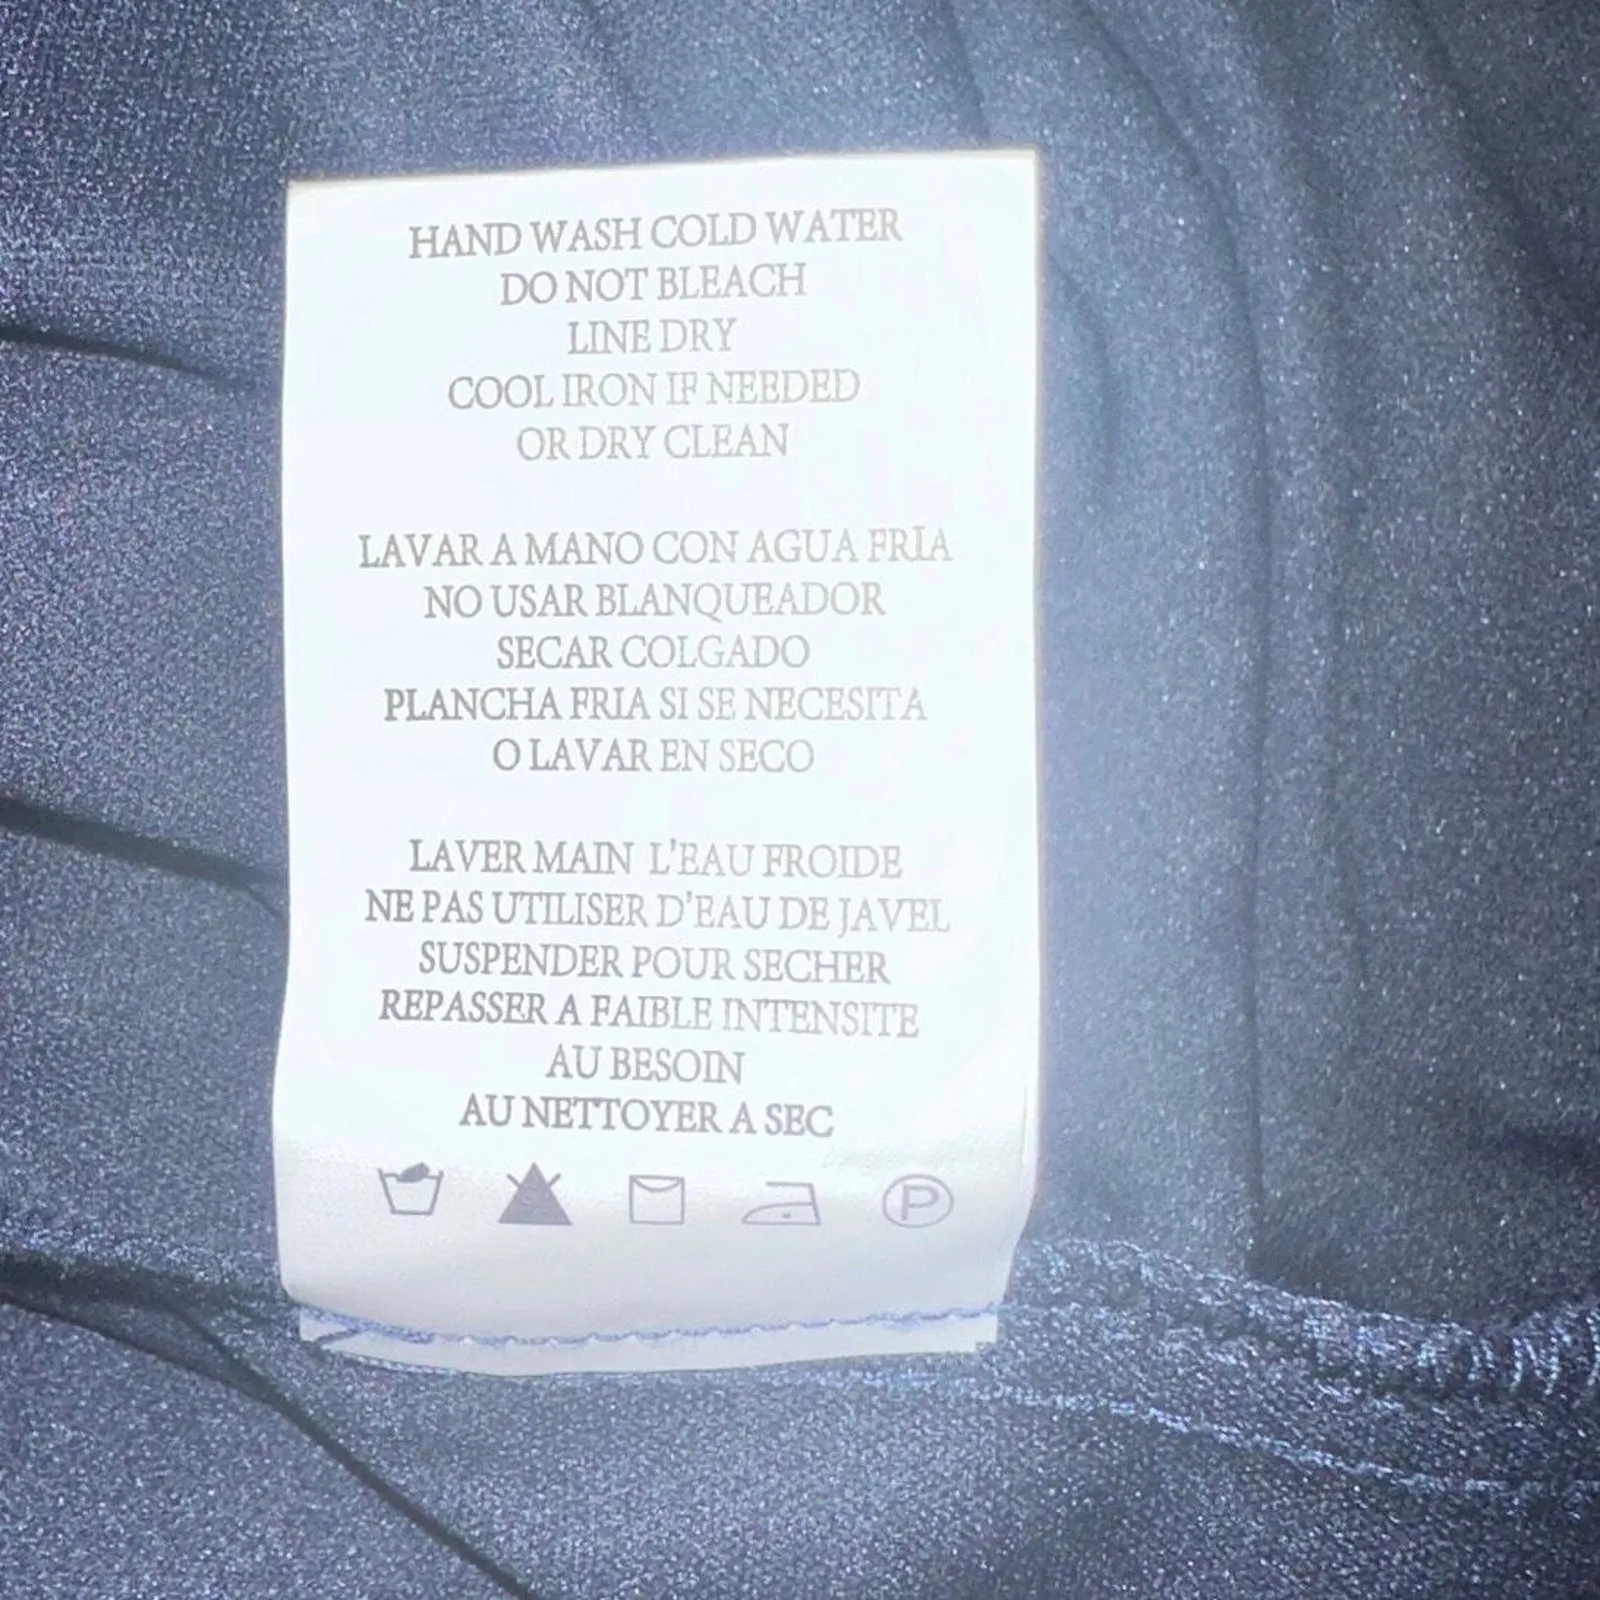 HAND WASH COLD WATER
DO NOT BLEACH
LINE DRY
COOL IRON IF NEEDED
OR DRY CLEAN
LAVAR A MANO CON AGUA FRIA
NO USAR BLANQUEADOR
SECAR COLGADO
PLANCHA FRIA SI SE NECESITA
O LAVAR EN SECO
LAVER MAIN L'EAU FROIDE
NE PAS UTILISER D'EAU DE JAVEL
SUSPENDER POUR SECHER
REPASSER A FAIBLE INTENSITE
AU BESOIN
AU NETTOYER A SEC
P